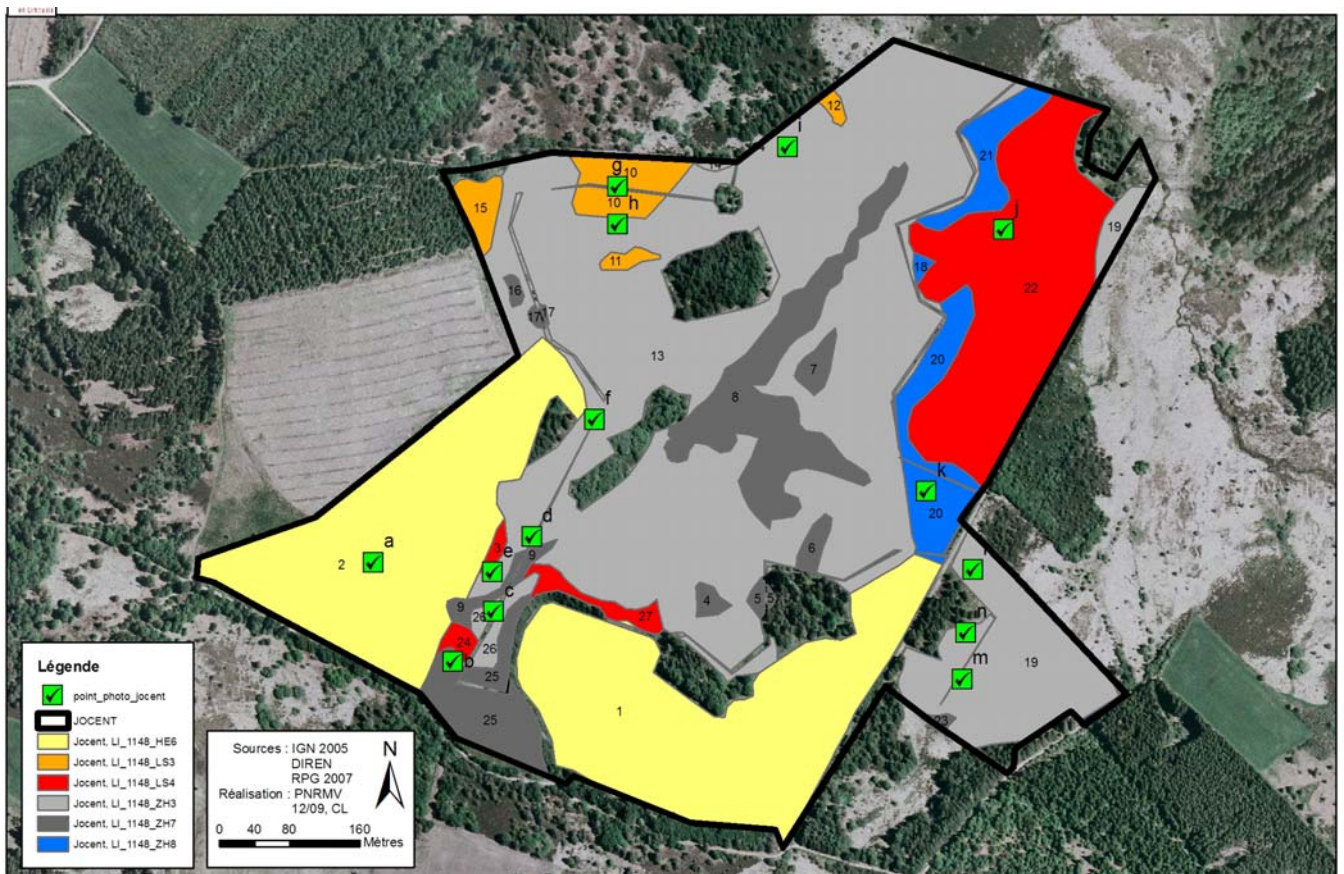 12
i
g
10
14
21
15
10
h
j
19
11
18
22
16
17
17
13
20
7
8
f
k
20
d
3
9
6
a
2
e
l
c
9
26
4
5
5
27
n
24
26
b
25
m
19
1
25
23
Légende
point_photo_jocent
JOCENT
Jocent, LI_1148_HE6
Jocent, LI_1148_LS3
Jocent, LI_1148_LS4
Jocent, LI_1148_ZH3
Jocent, LI_1148_ZH7
Jocent, LI_1148_ZH8
Sources : IGN 2005
DIREN
RPG 2007
Réalisation : PNRMV
12/09, CL
N
0 40 80 160
Mètres